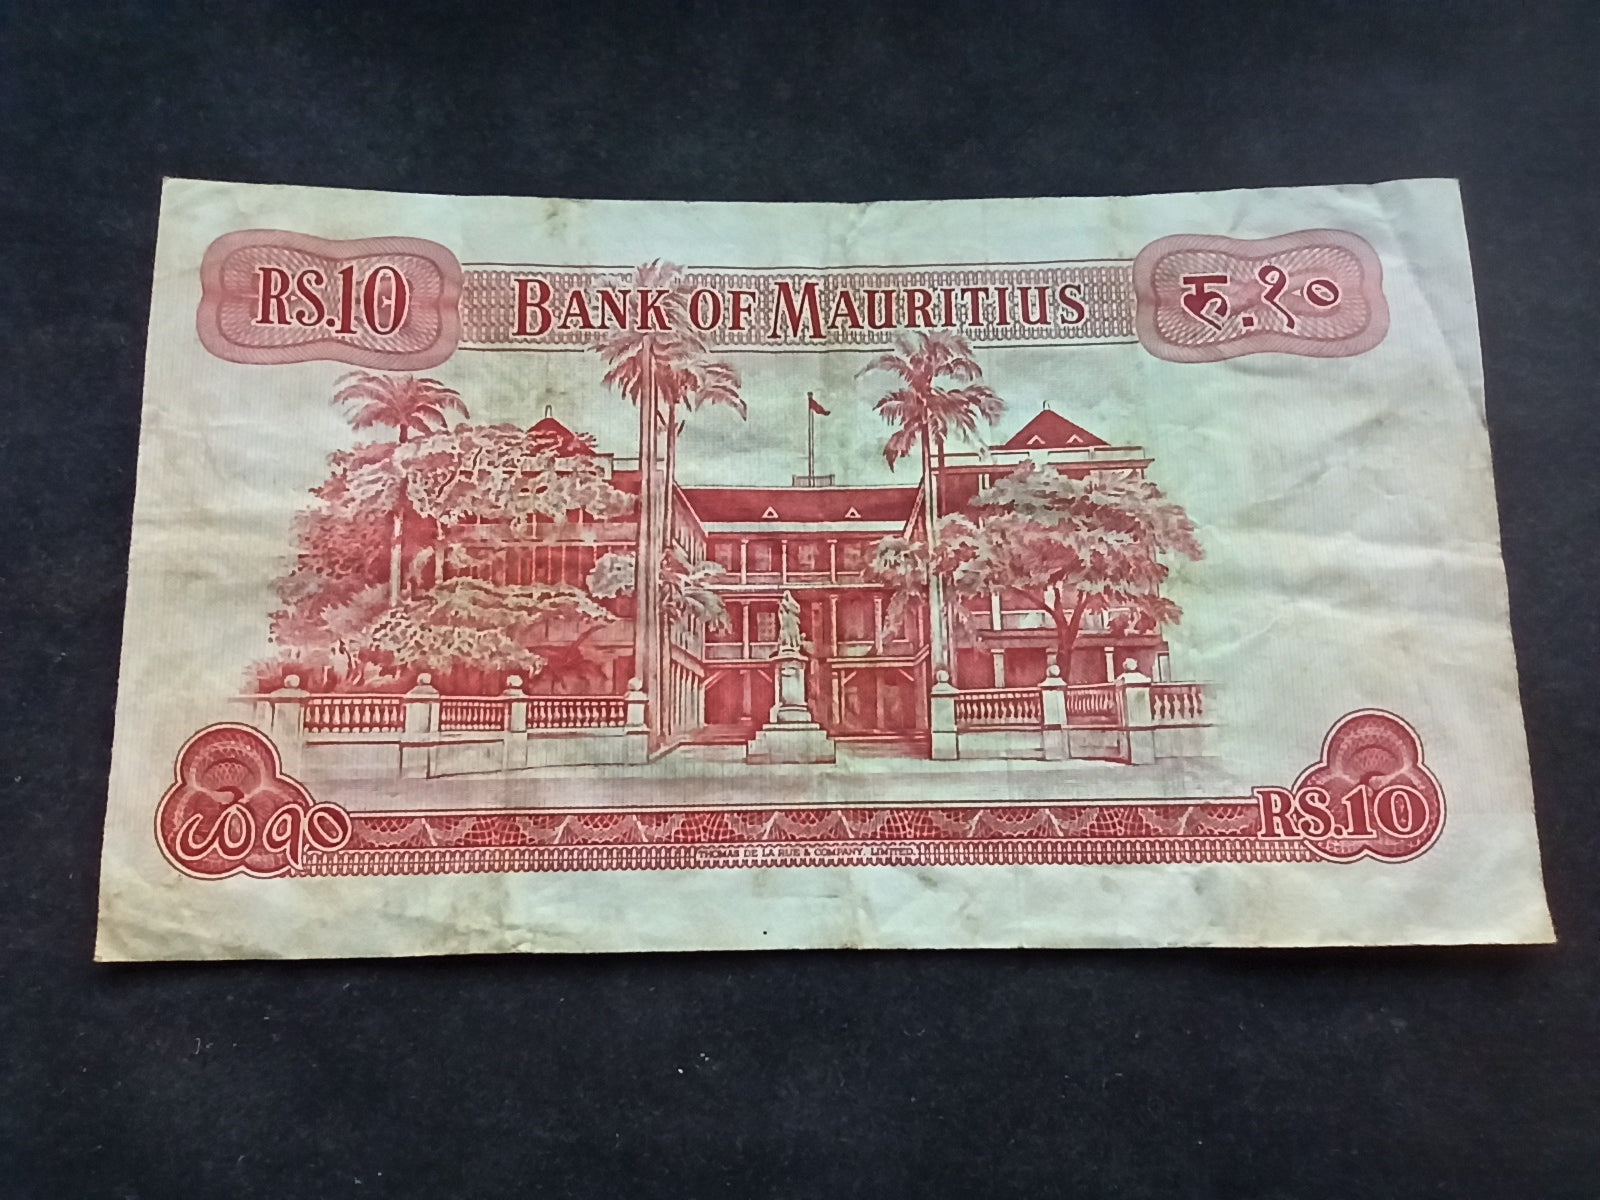 RS.10
BANK OF MAURITIUS
रु.१०
RS.10
THOMAS DE LA RUE & COMPANY, LIMITED